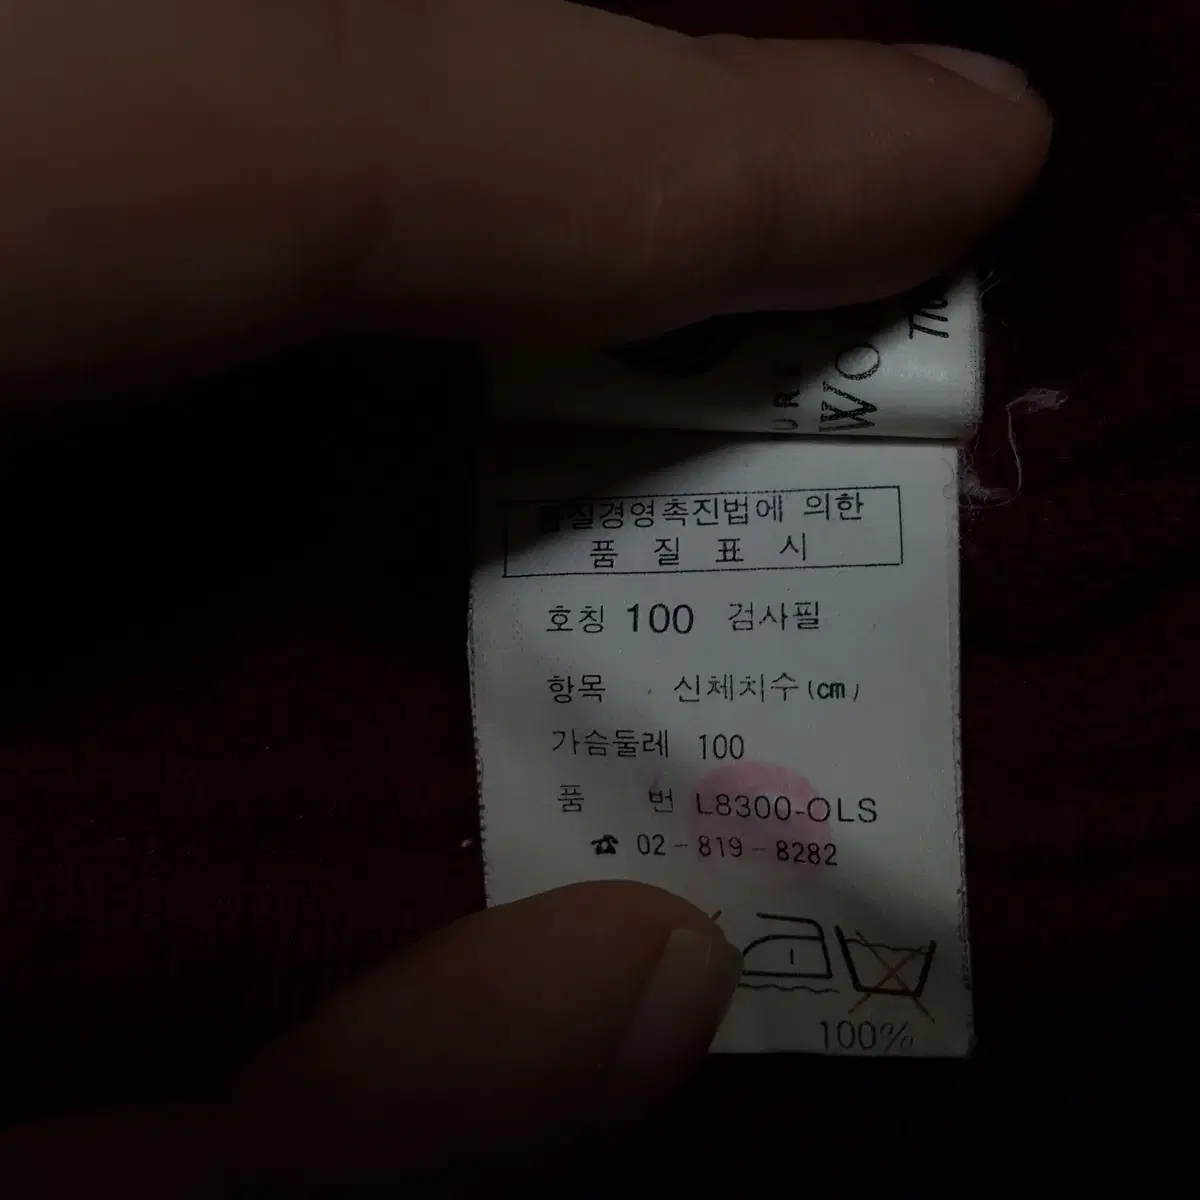 WO
품질경영촉진법에 의한
품 질 표 시
호칭 100 검사필
항목 신체치수(cm)
가슴둘레 100
품 번 L8300-OLS
☎ 02-819-8282
100%